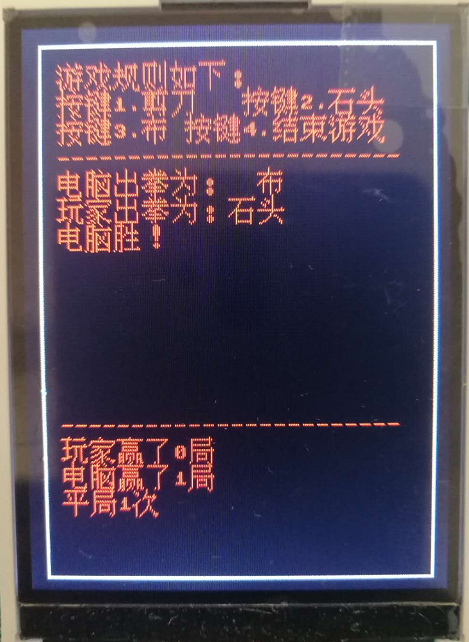 游戏规则如下:
按键1.剪刀 按键2.石头
按键3.布 按键4.结束游戏
电脑出拳为: 布
玩家出拳为:石头
电脑胜!
玩家赢了0局
电脑赢了1局
平局1次